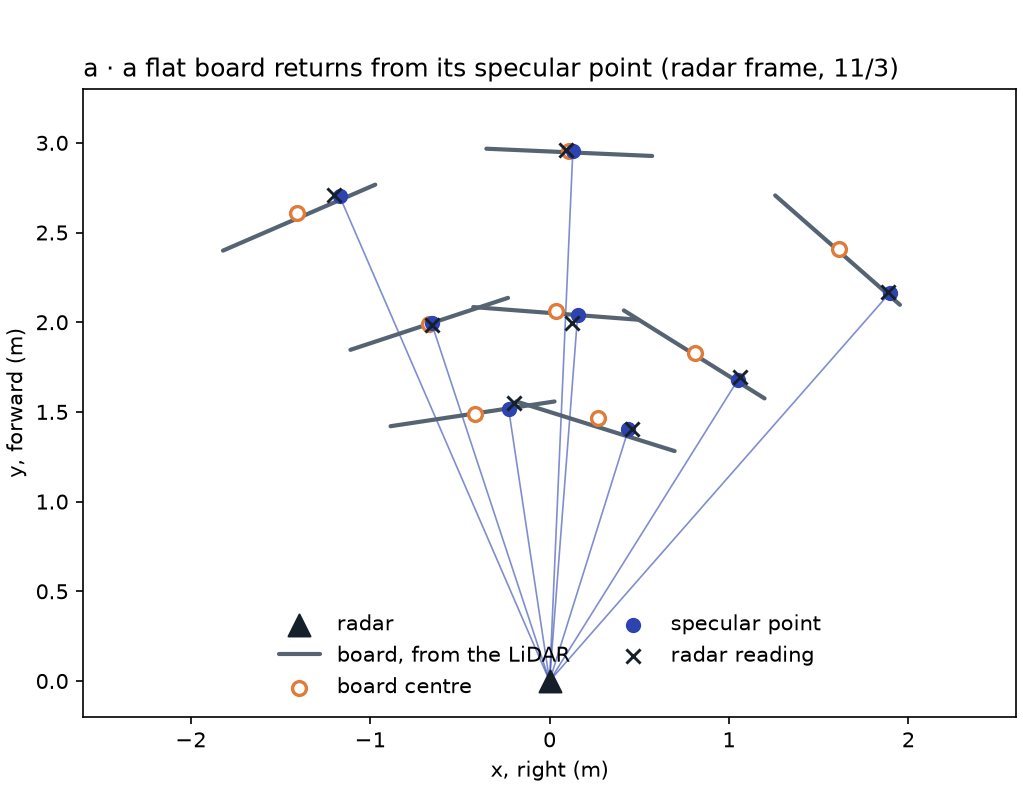 a · a flat board returns from its specular point (radar frame, 11/3)
y, forward (m)
3.0
2.5
2.0
1.5
1.0
0.5
0.0
radar
board, from the LiDAR
board centre
specular point
radar reading
−2
−1
0
1
2
x, right (m)